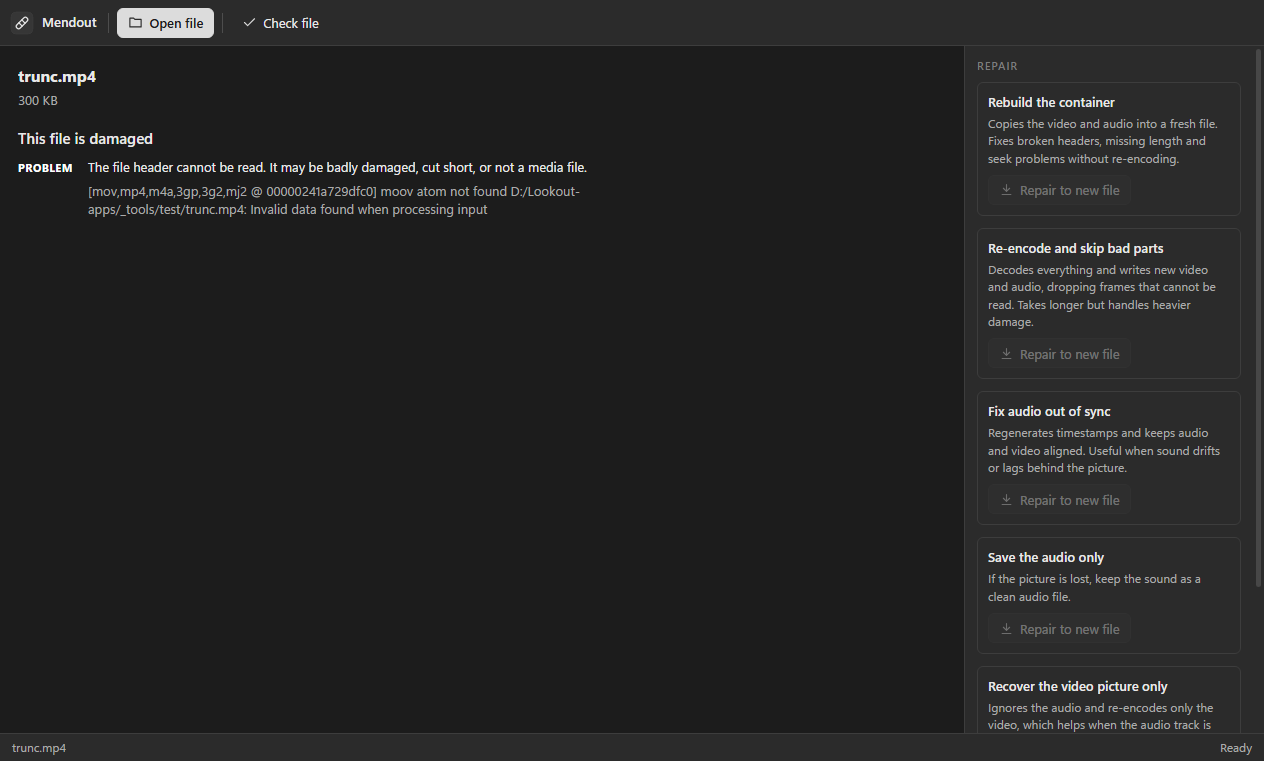 Mendout
Open file
Check file
trunc.mp4
300 KB
This file is damaged
PROBLEM The file header cannot be read. It may be badly damaged, cut short, or not a media file.
[mov,mp4,m4a,3gp,3g2,mj2 @ 00000241a729dfc0] moov atom not found D:/Lookout-
apps/_tools/test/trunc.mp4: Invalid data found when processing input
REPAIR
Rebuild the container
Copies the video and audio into a fresh file.
Fixes broken headers, missing length and
seek problems without re-encoding.
Repair to new file
Re-encode and skip bad parts
Decodes everything and writes new video
and audio, dropping frames that cannot be
read. Takes longer but handles heavier
damage.
Repair to new file
Fix audio out of sync
Regenerates timestamps and keeps audio
and video aligned. Useful when sound drifts
or lags behind the picture.
Repair to new file
Save the audio only
If the picture is lost, keep the sound as a
clean audio file.
Repair to new file
Recover the video picture only
Ignores the audio and re-encodes only the
video, which helps when the audio track is
trunc.mp4
Ready